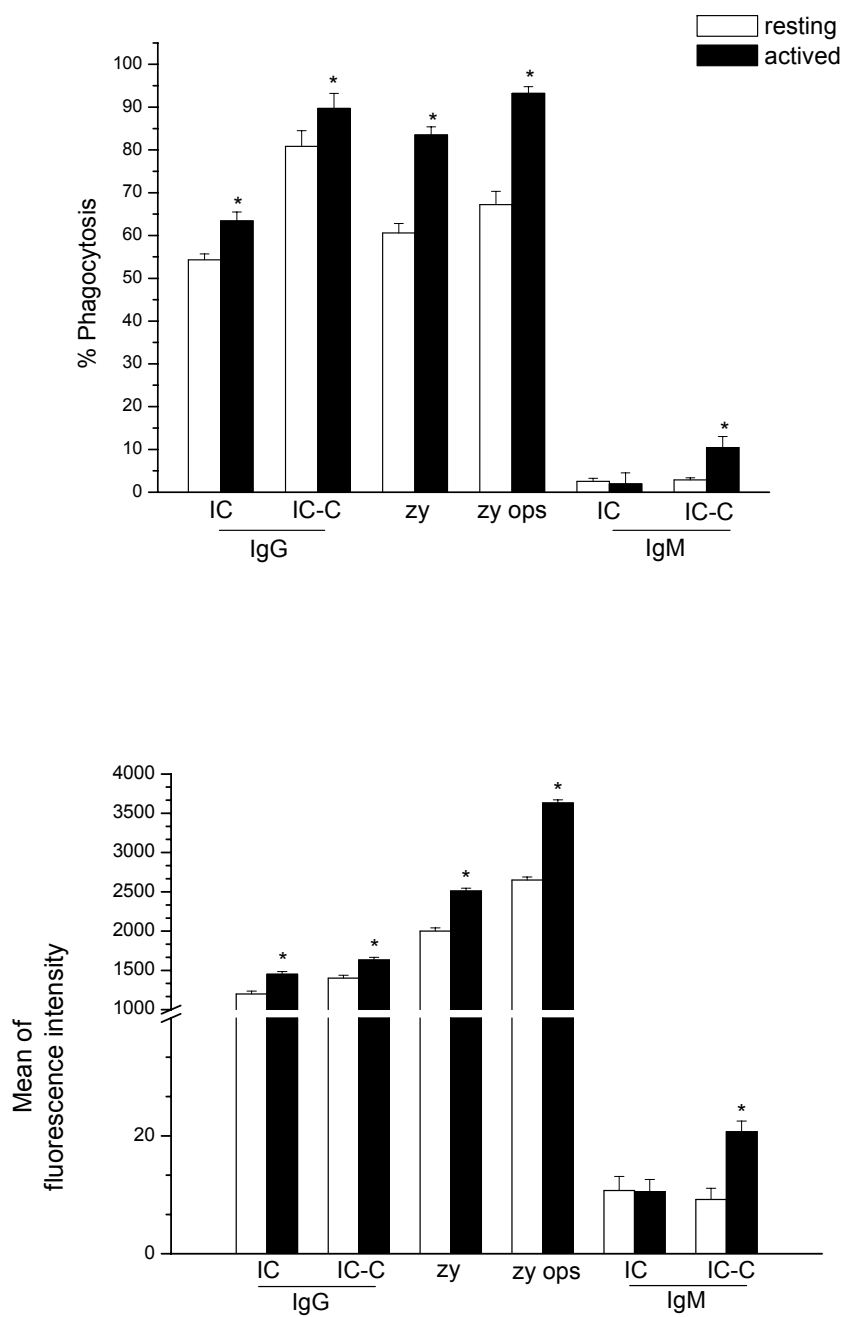 resting
actived
% Phagocytosis
100
90
80
70
60
50
40
30
20
10
0
* * * * *
IC IC-C zy zy ops IC IC-C
IgG IgM
Mean of
fluorescence intensity
4000
3500
3000
2500
2000
1500
1000
20
0
* * * * *
IC IC-C zy zy ops IC IC-C
IgG IgM